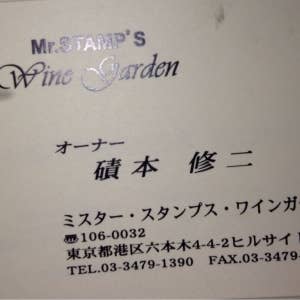 Mr.STAMP'S
Wine Garden
オーナー
磧本 修二
ミスター・スタンプス・ワインガ
〠106-0032
東京都港区六本木4-4-2ヒルサイ
TEL.03-3479-1390 FAX.03-3479